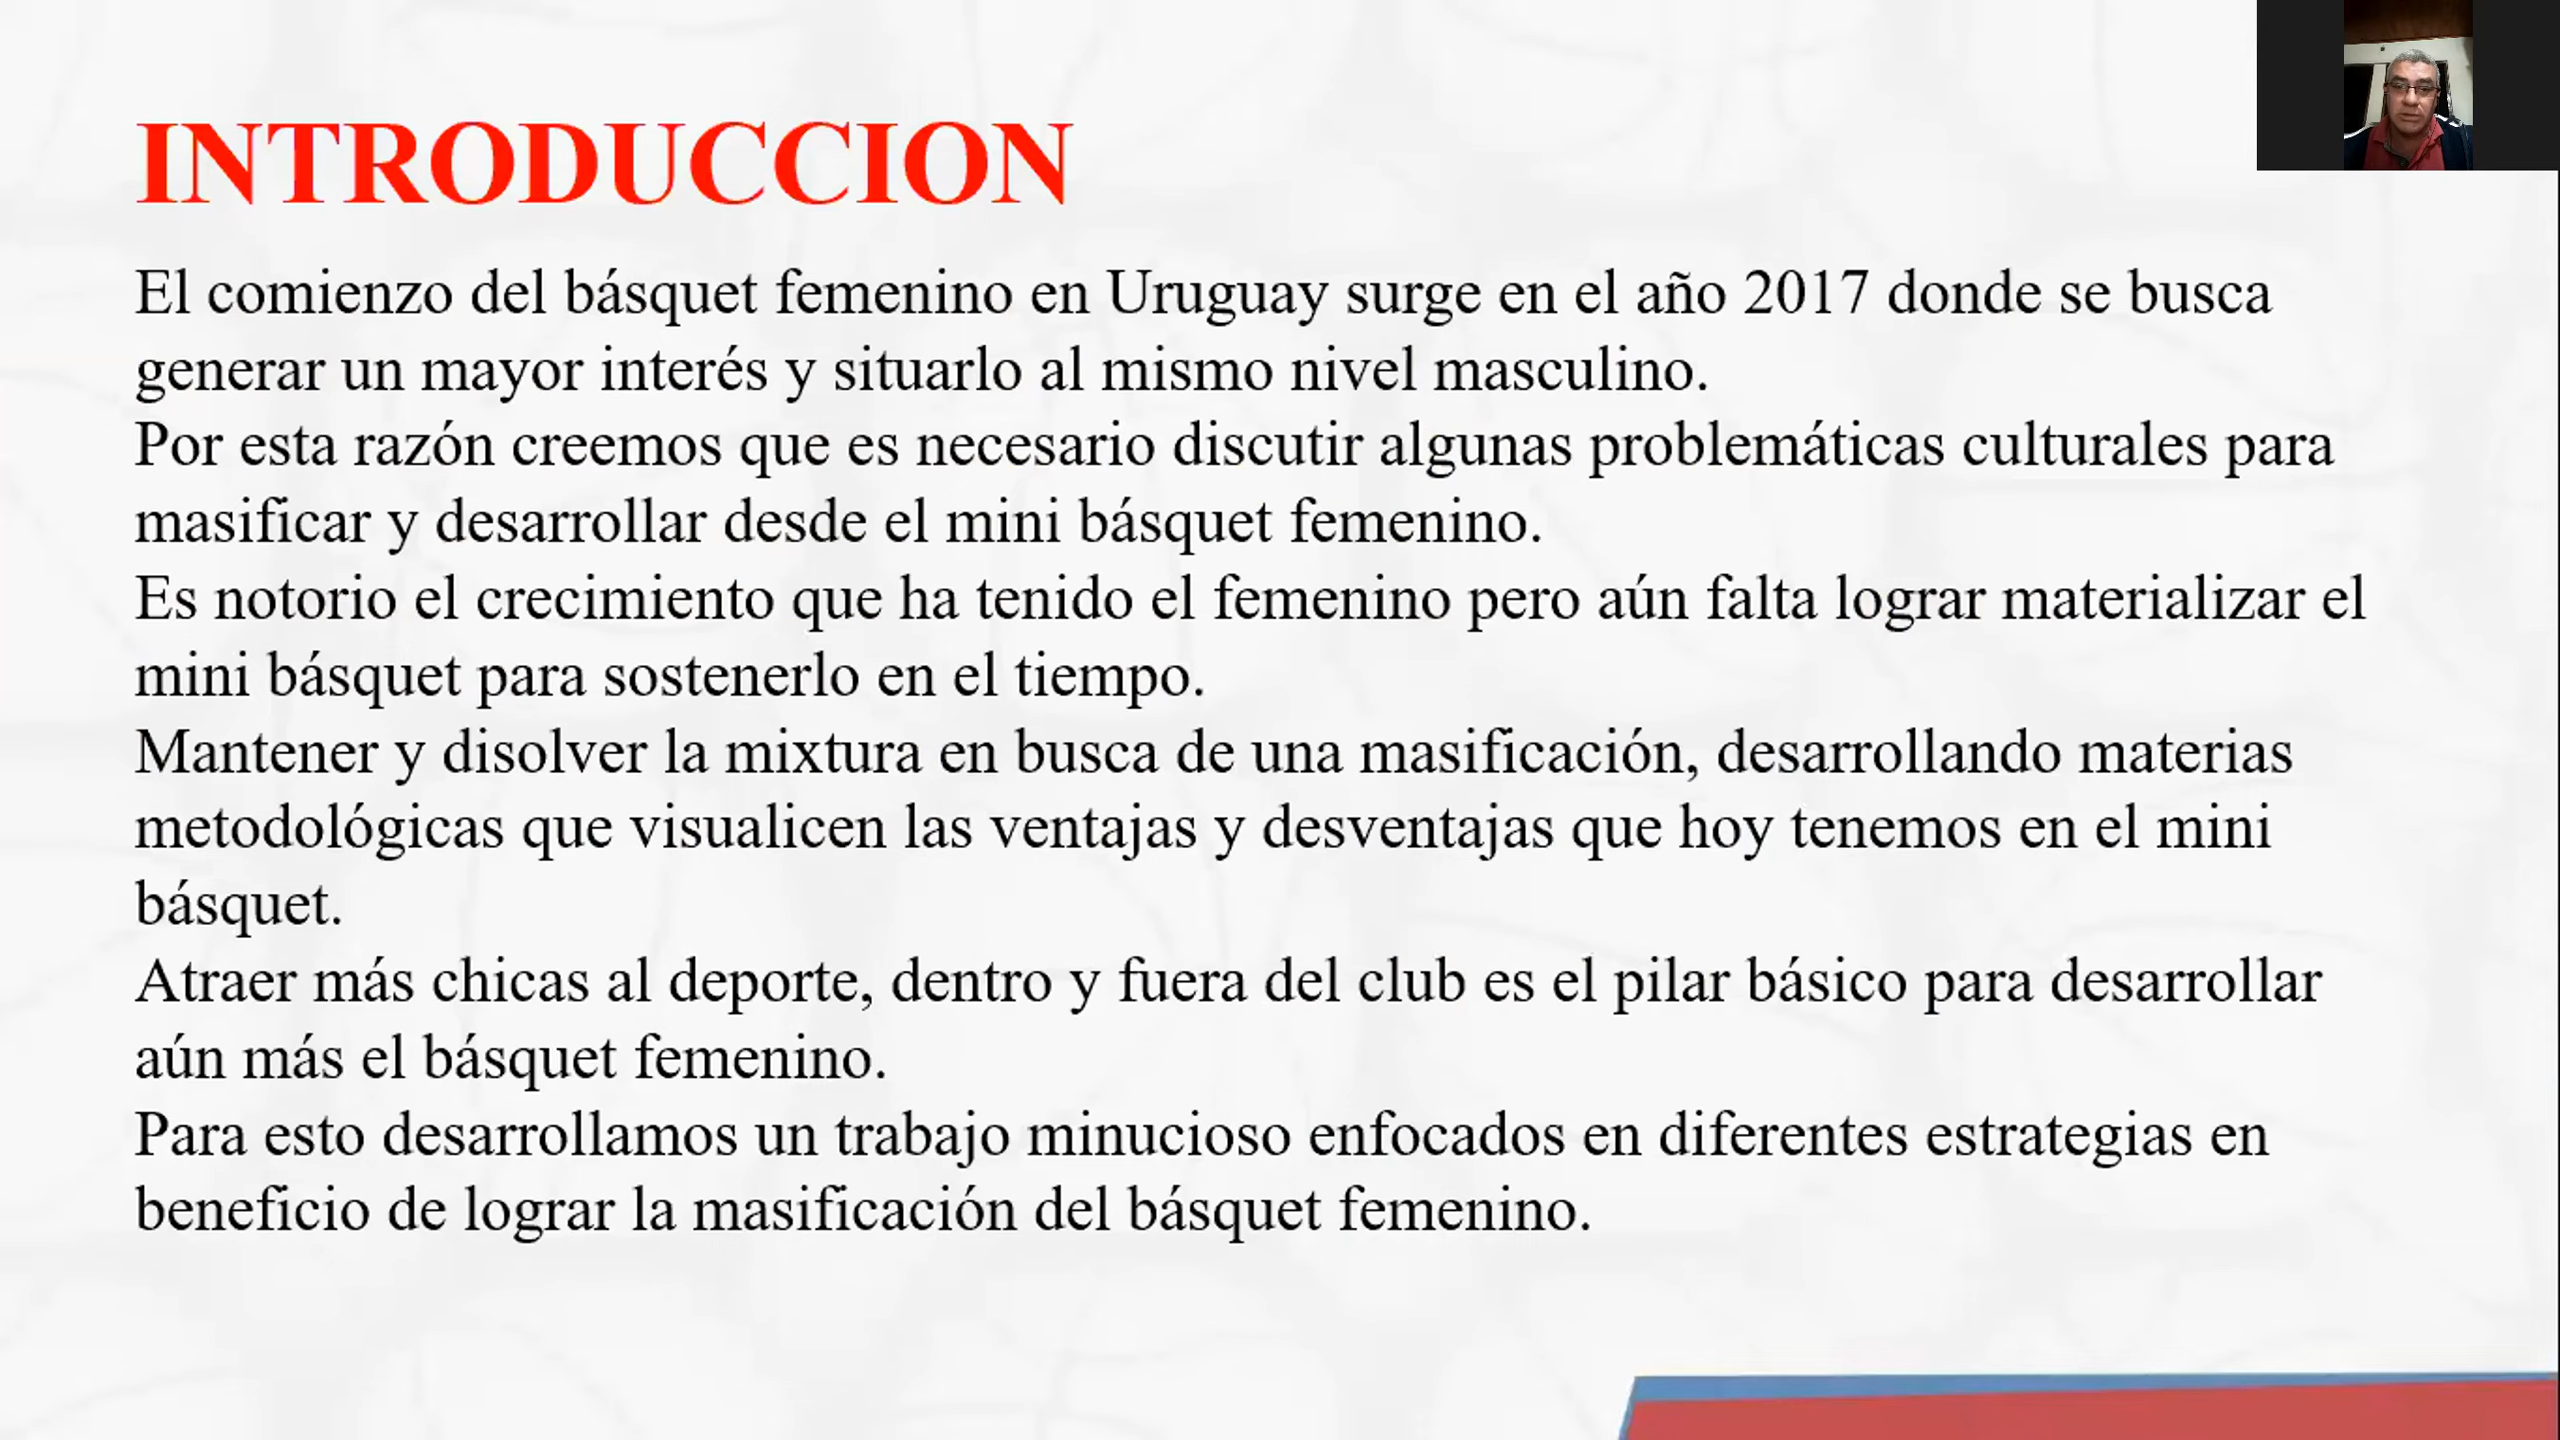 INTRODUCCION
El comienzo del básquet femenino en Uruguay surge en el año 2017 donde se busca
generar un mayor interés y situarlo al mismo nivel masculino.
Por esta razón creemos que es necesario discutir algunas problemáticas culturales para
masificar y desarrollar desde el mini básquet femenino.
Es notorio el crecimiento que ha tenido el femenino pero aún falta lograr materializar el
mini básquet para sostenerlo en el tiempo.
Mantener y disolver la mixtura en busca de una masificación, desarrollando materias
metodológicas que visualicen las ventajas y desventajas que hoy tenemos en el mini
básquet.
Atraer más chicas al deporte, dentro y fuera del club es el pilar básico para desarrollar
aún más el básquet femenino.
Para esto desarrollamos un trabajo minucioso enfocados en diferentes estrategias en
beneficio de lograr la masificación del básquet femenino.